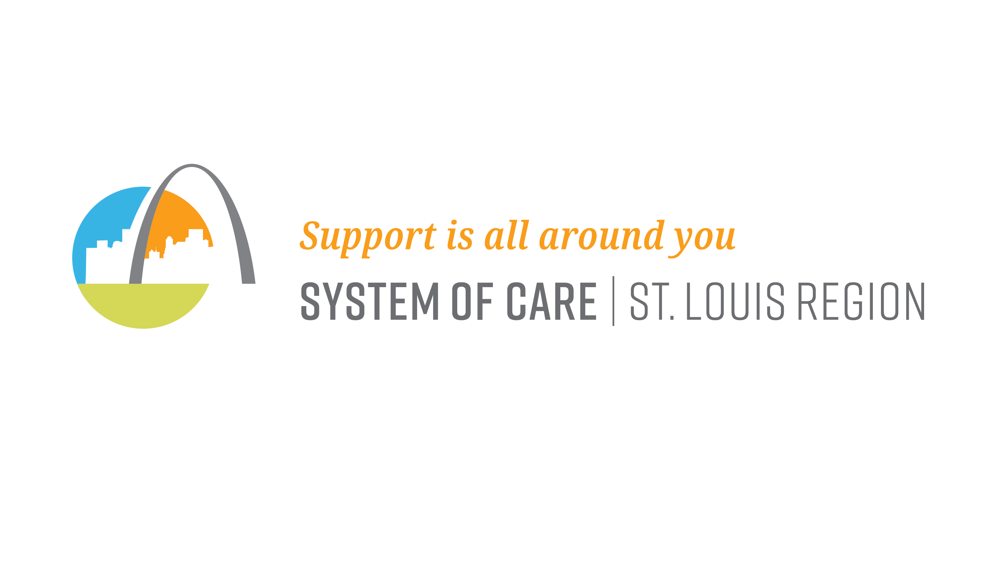 Support is all around you
SYSTEM OF CARE | ST. LOUIS REGION